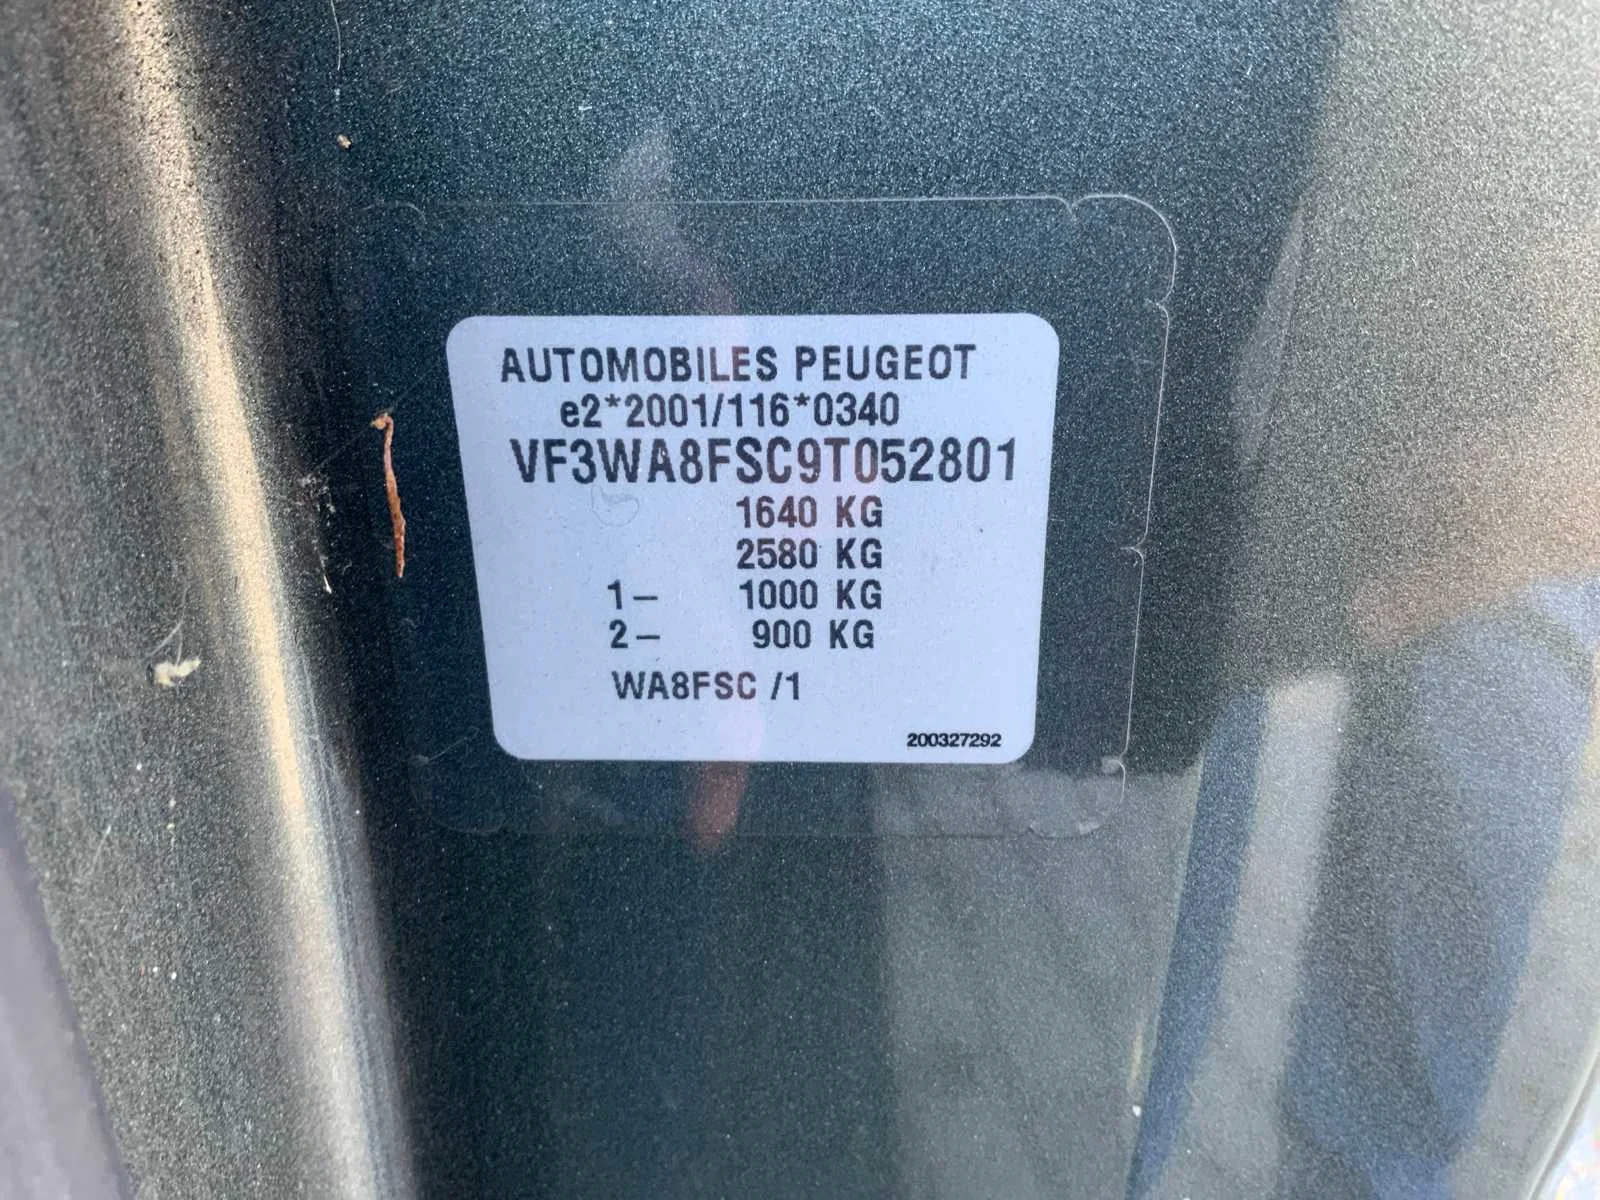 AUTOMOBILES PEUGEOT
e2*2001/116*0340
VF3WA8FSC9T052801
1640 KG
2580 KG
1- 1000 KG
2- 900 KG
WA8FSC /1
200327292